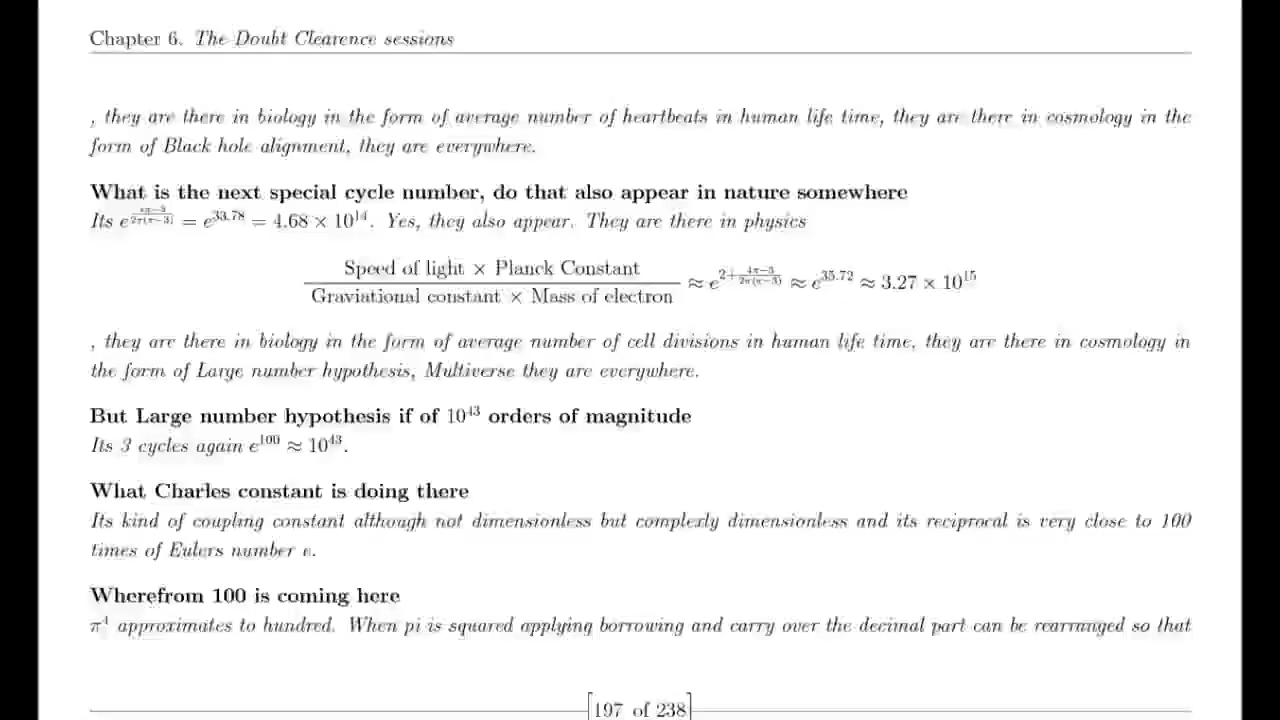 Chapter 6. The Doubt Clearence sessions
, they are there in biology in the form of average number of heartbeats in human life time, they are there in cosmology in the
form of Black hole alignment, they are everywhere.
What is the next special cycle number, do that also appear in nature somewhere
Its e = e^33.78 = 4.68 × 10^14. Yes, they also appear. They are there in physics
Speed of light × Planck Constant
Graviational constant × Mass of electron
≈ e ≈ e^35.72 ≈ 3.27 × 10^15
, they are there in biology in the form of average number of cell divisions in human life time, they are there in cosmology in
the form of Large number hypothesis, Multiverse they are everywhere.
But Large number hypothesis if of 10^43 orders of magnitude
Its 3 cycles again e^100 ≈ 10^43.
What Charles constant is doing there
Its kind of coupling constant although not dimensionless but complexly dimensionless and its reciprocal is very close to 100
times of Eulers number e.
Wherefrom 100 is coming here
π^4 approximates to hundred. When pi is squared applying borrowing and carry over the decimal part can be rearranged so that
[197 of 238]